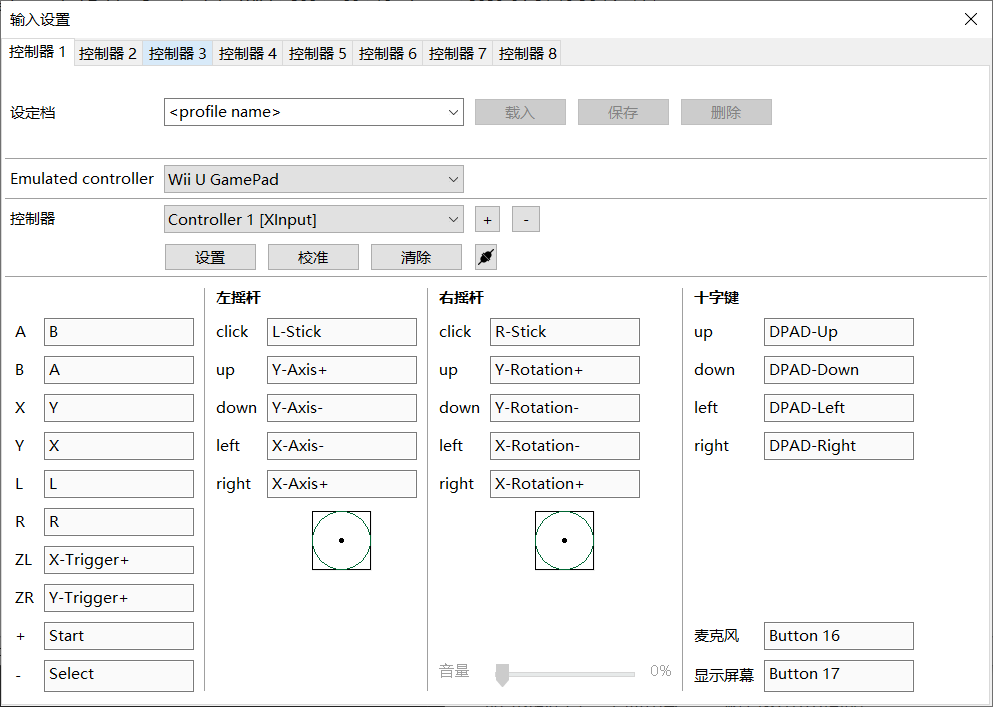 输入设置
控制器 1 控制器 2 控制器 3 控制器 4 控制器 5 控制器 6 控制器 7 控制器 8
设定档 <profile name> 载入 保存 删除
Emulated controller Wii U GamePad
控制器 Controller 1 [XInput] + -
设置 校准 清除
左摇杆 右摇杆 十字键
A B click L-Stick click R-Stick up DPAD-Up
B A up Y-Axis+ up Y-Rotation+ down DPAD-Down
X Y down Y-Axis- down Y-Rotation- left DPAD-Left
Y X left X-Axis- left X-Rotation- right DPAD-Right
L L right X-Axis+ right X-Rotation+
R R
ZL X-Trigger+
ZR Y-Trigger+
+ Start 麦克风 Button 16
- Select 音量 0% 显示屏幕 Button 17